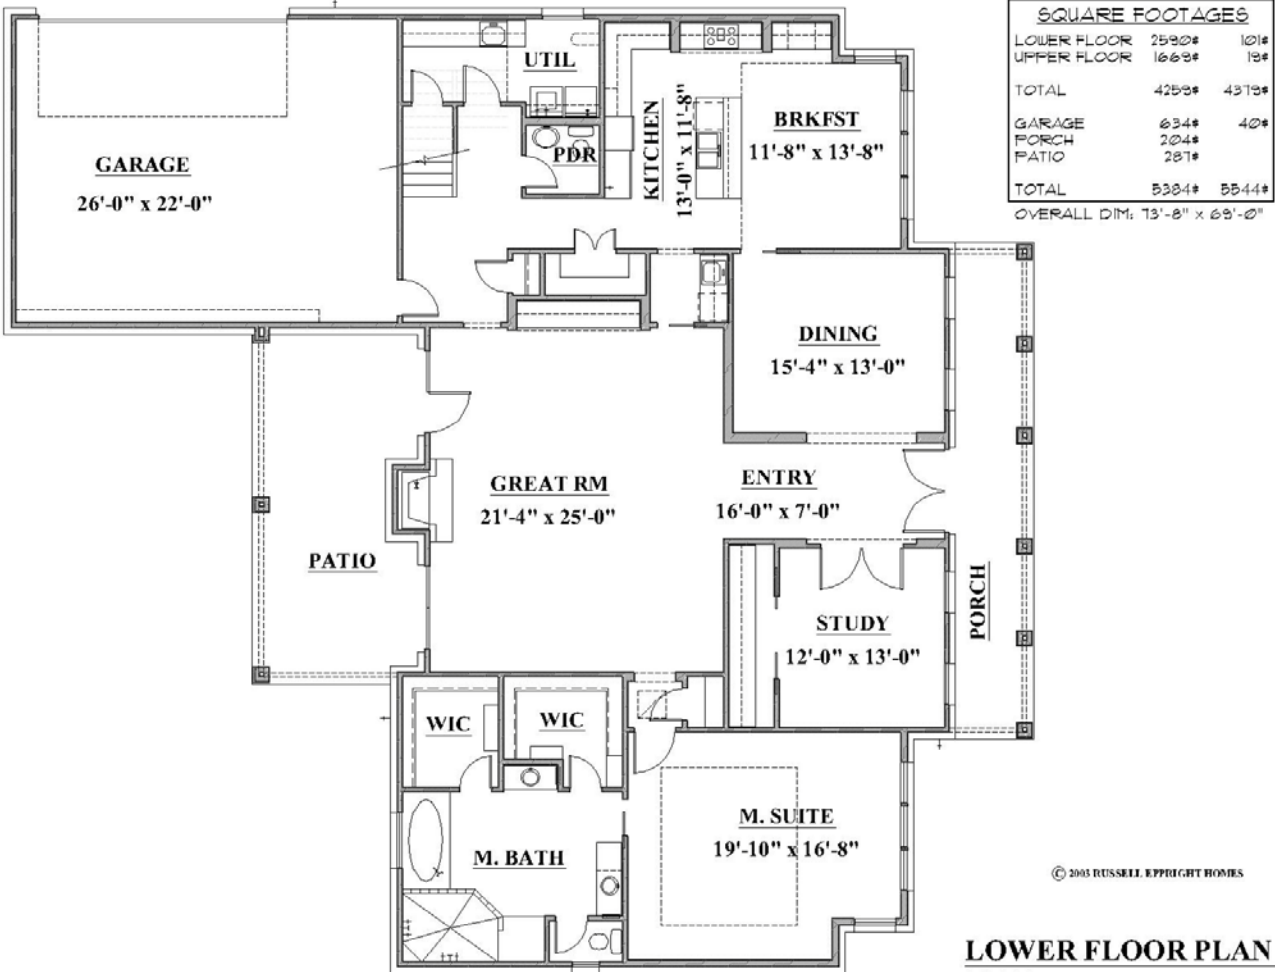 SQUARE FOOTAGES
LOWER FLOOR 2590# 101#
UPPER FLOOR 1669# 19#
TOTAL 4259# 4379#
GARAGE 634# 40#
PORCH 204#
PATIO 287#
TOTAL 5384# 5544#
OVERALL DIM: 73'-8" x 69'-0"
UTIL
GARAGE
26'-0" x 22'-0"
PDR
KITCHEN
13'-0" x 11'-8"
BRKFST
11'-8" x 13'-8"
DINING
15'-4" x 13'-0"
GREAT RM
21'-4" x 25'-0"
ENTRY
16'-0" x 7'-0"
PATIO
PORCH
STUDY
12'-0" x 13'-0"
WIC
WIC
M. SUITE
19'-10" x 16'-8"
M. BATH
© 2003 RUSSELL EPPRIGHT HOMES
LOWER FLOOR PLAN